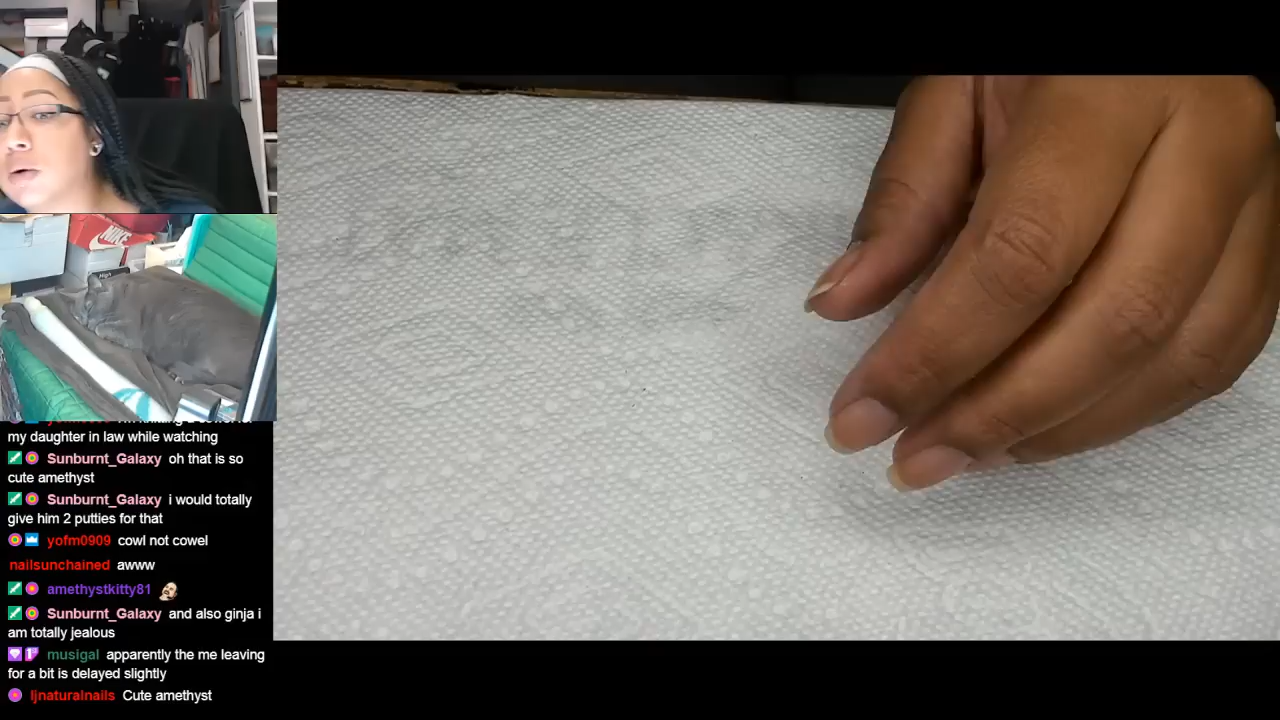 High
my daughter in law while watching
Sunburnt_Galaxy oh that is so
cute amethyst
Sunburnt_Galaxy i would totally
give him 2 putties for that
yofm0909 cowl not cowel
nailsunchained awww
amethystkitty81
Sunburnt_Galaxy and also ginja i
am totally jealous
musigal apparently the me leaving
for a bit is delayed slightly
ljnaturalnails Cute amethyst